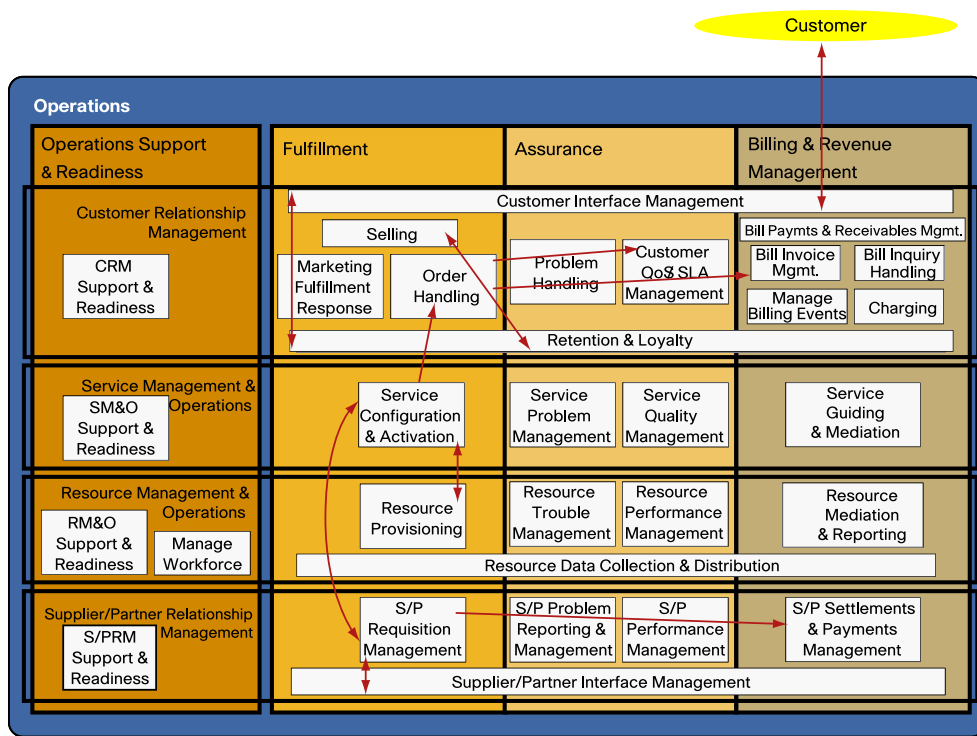 Customer
Operations
Operations Support
& Readiness
Fulfillment
Assurance
Billing & Revenue
Management
Customer Relationship
Management
CRM
Support &
Readiness
Customer Interface Management
Selling
Marketing
Fulfillment
Response
Order
Handling
Problem
Handling
Customer
QoS / SLA
Management
Bill Paymts & Receivables Mgmt.
Bill Invoice
Mgmt.
Bill Inquiry
Handling
Manage
Billing Events
Charging
Retention & Loyalty
Service Management &
Operations
SM&O
Support &
Readiness
Service
Configuration
& Activation
Service
Problem
Management
Service
Quality
Management
Service
Guiding
& Mediation
Resource Management &
Operations
RM&O
Support &
Readiness
Manage
Workforce
Resource
Provisioning
Resource
Trouble
Management
Resource
Performance
Management
Resource
Mediation
& Reporting
Resource Data Collection & Distribution
Supplier/Partner Relationship
Management
S/PRM
Support &
Readiness
S/P
Requisition
Management
S/P Problem
Reporting &
Management
S/P
Performance
Management
S/P Settlements
& Payments
Management
Supplier/Partner Interface Management